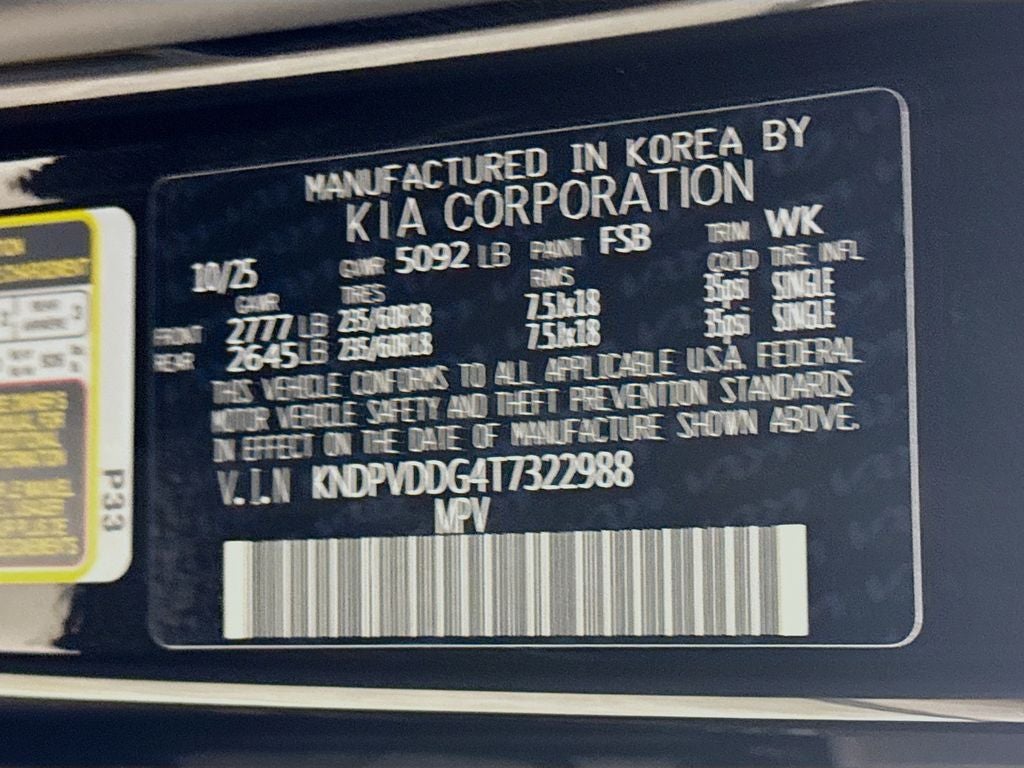 MANUFACTURED IN KOREA BY
KIA CORPORATION
10/25 GVWR 5092 LB PAINT FSB TRIM WK
GAWR TIRES RIMS COLD TIRE INFL
FRONT 2777 LB 235/60R18 7.5Jx18 35psi SINGLE
REAR 2645 LB 235/60R18 7.5Jx18 35psi SINGLE
THIS VEHICLE CONFORMS TO ALL APPLICABLE U.S.A. FEDERAL
MOTOR VEHICLE SAFETY AND THEFT PREVENTION STANDARDS
IN EFFECT ON THE DATE OF MANUFACTURE SHOWN ABOVE.
V.I.N KNDPVDDG4T7322988
MPV
P33